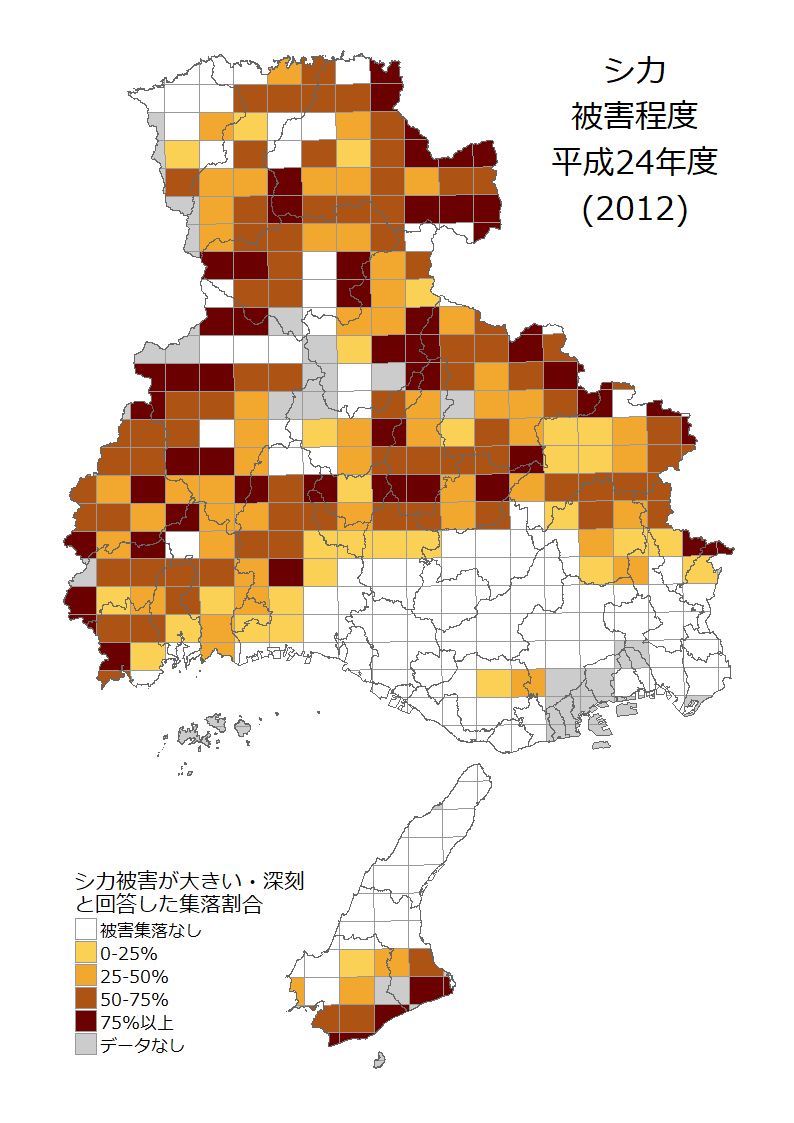 シカ
被害程度
平成24年度
(2012)
シカ被害が大きい・深刻
と回答した集落割合
被害集落なし
0-25%
25-50%
50-75%
75%以上
データなし